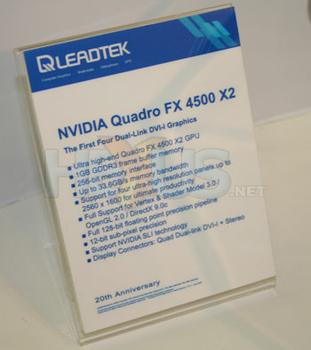 LEADTEK
NVIDIA Quadro FX 4500 X2
The First Four Dual-Link DVI-I Graphics
Ultra high-end Quadro FX 4500 X2 GPU
1GB GDDR3 frame buffer memory
256-bit memory interface
Up to 33.6GB/s memory bandwidth
Support for four ultra-high resolution panels up to
2560 x 1600 for ultimate productivity
Full Support for Vertex & Shader Model 3.0 /
OpenGL 2.0 / DirectX 9.0c
Full 128-bit floating point precision pipeline
12-bit sub-pixel precision
Support NVIDIA SLI technology
Display Connectors: Quad Dual-link DVI-I + Stereo
20th Anniversary
HEXUS
.NET